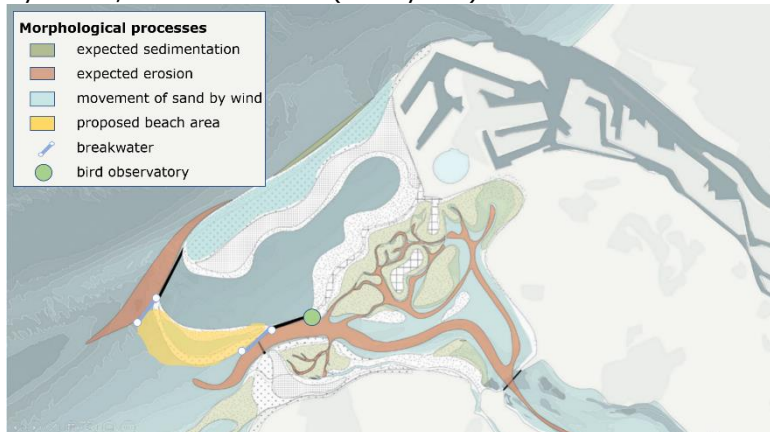 Morphological processes
expected sedimentation
expected erosion
movement of sand by wind
proposed beach area
breakwater
bird observatory